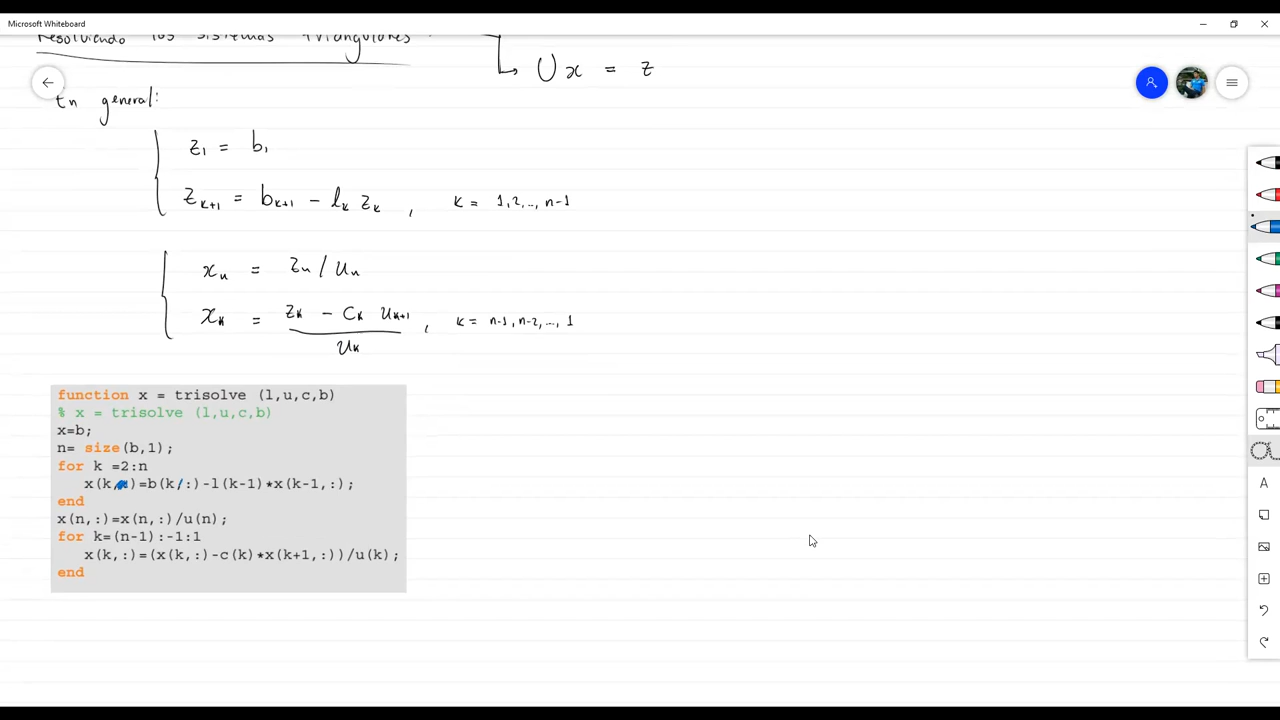 Microsoft Whiteboard
Resolviendo los sistemas triangulares
Ux = z
En general:
z₁ = b₁
zₖ₊₁ = bₖ₊₁ - lₖ zₖ , k = 1,2,..,n-1
xₙ = zₙ / uₙ
xₖ = (zₖ - cₖ uₖ₊₁) / uₖ , k = n-1, n-2, ..., 1
function x = trisolve (l,u,c,b)
% x = trisolve (l,u,c,b)
x=b;
n= size(b,1);
for k =2:n
x(k,:)=b(k,:)-l(k-1)*x(k-1,:);
end
x(n,:)=x(n,:)/u(n);
for k=(n-1):-1:1
x(k,:)=(x(k,:)-c(k)*x(k+1,:))/u(k);
end
A